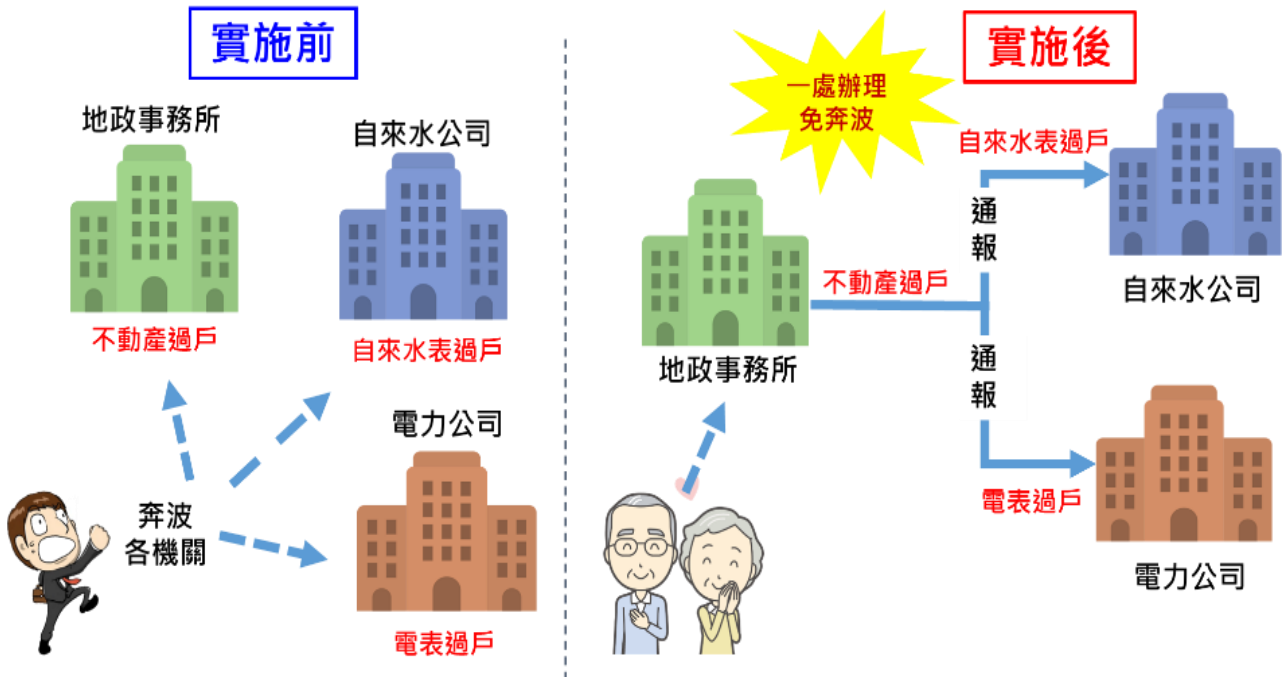 實施前
地政事務所
不動產過戶
自來水公司
自來水表過戶
電力公司
電表過戶
奔波
各機關
實施後
一處辦理
免奔波
地政事務所
不動產過戶
通報
自來水表過戶
自來水公司
通報
電表過戶
電力公司